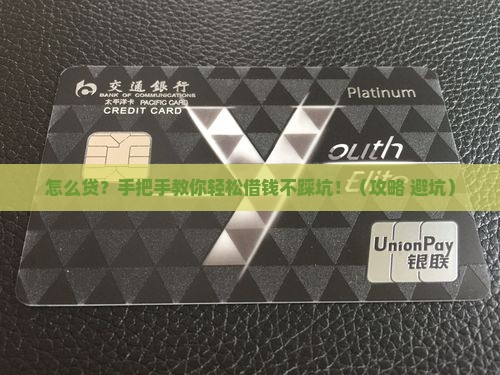 交通銀行
BANK OF COMMUNICATIONS
太平洋卡 PACIFIC CARD
CREDIT CARD
Platinum
Youth
Elite
怎么贷？手把手教你轻松借钱不踩坑！（攻略 避坑）
UnionPay
银联